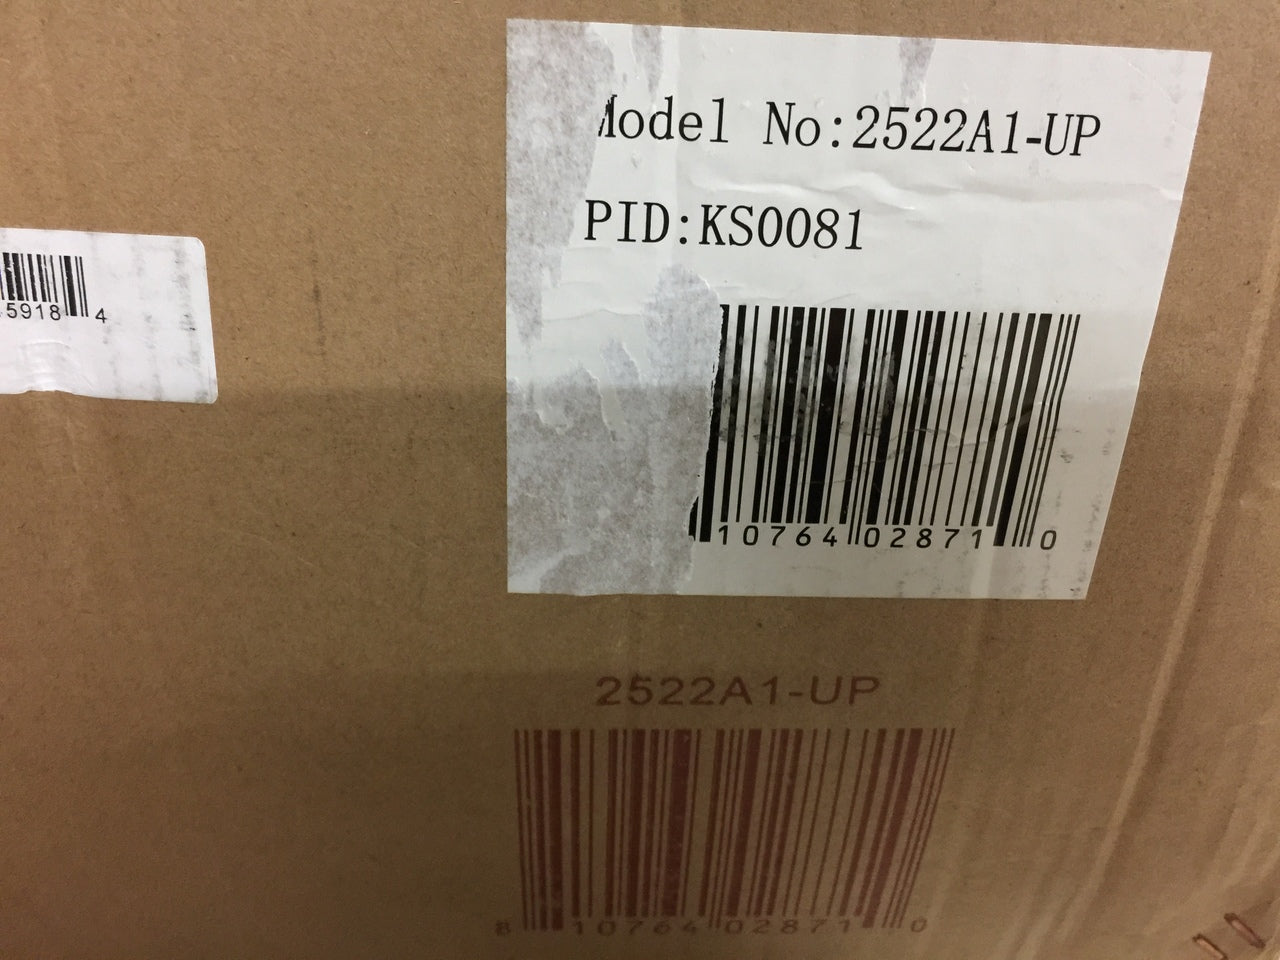 Model No:2522A1-UP
PID:KS0081
5918 4
10764 02871 0
2522A1-UP
8 10764 02871 0